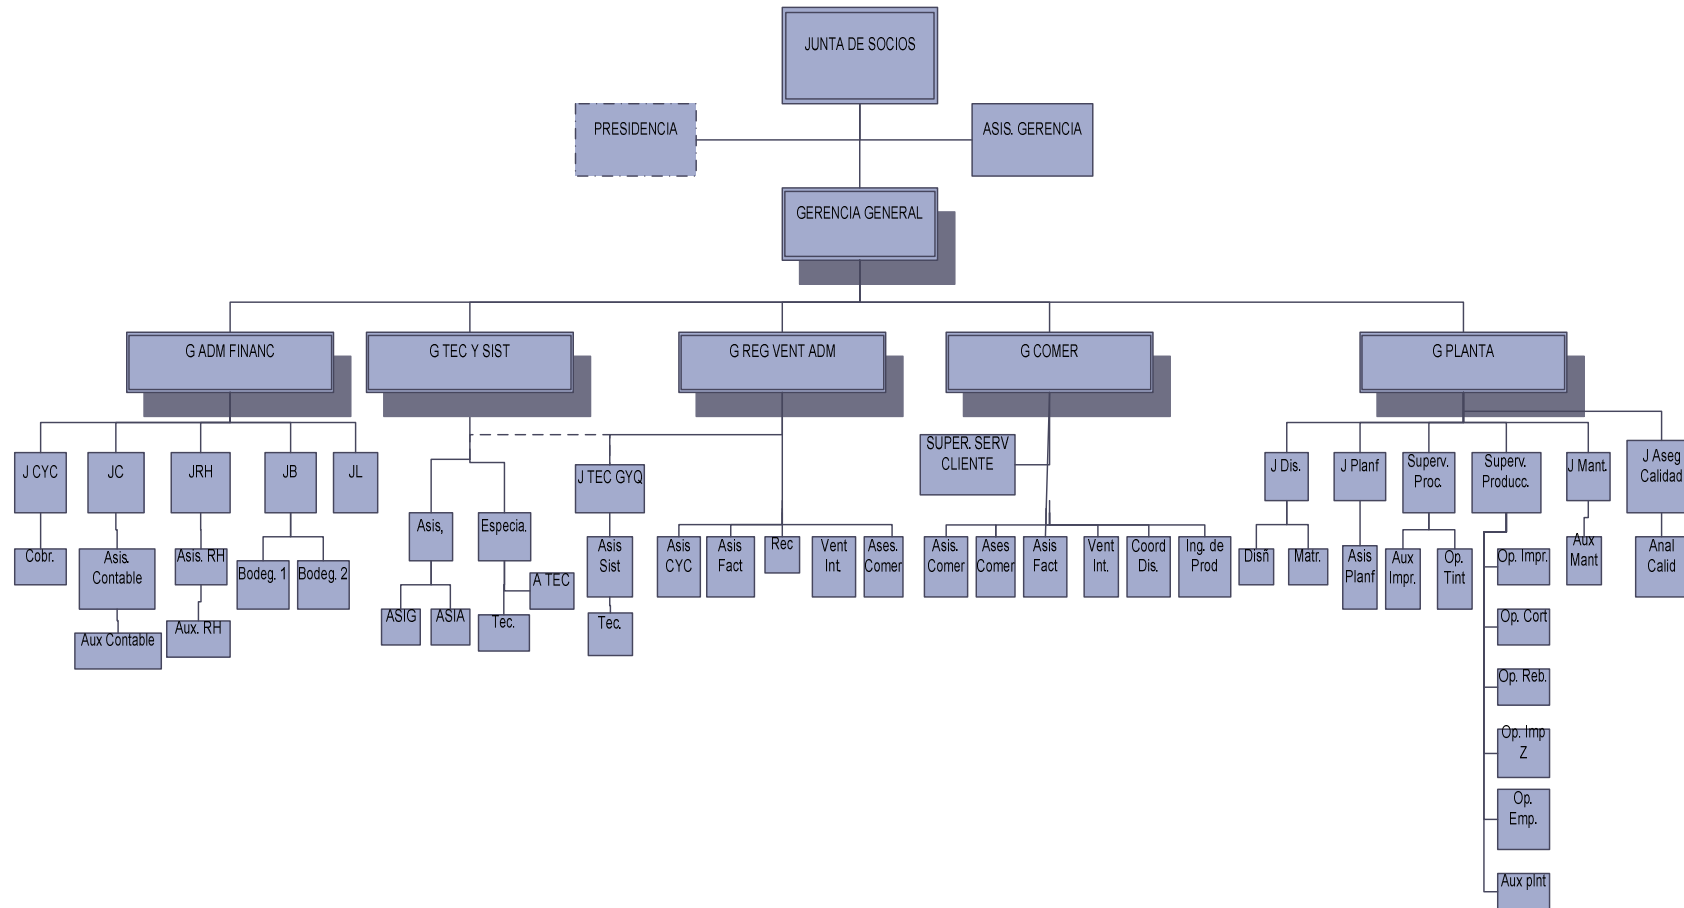 JUNTA DE SOCIOS
PRESIDENCIA
ASIS. GERENCIA
GERENCIA GENERAL
G ADM FINANC
G TEC Y SIST
G REG VENT ADM
G COMER
G PLANTA
J CYC
JC
JRH
JB
JL
Cobr.
Asis.
Contable
Aux Contable
Asis. RH
Aux. RH
Bodeg. 1
Bodeg. 2
Asis,
Especia.
ASIG
ASIA
A TEC
Tec.
J TEC GYQ
Asis
Sist
Tec.
Asis
CYC
Asis
Fact
Rec
Vent
Int.
Ases.
Comer
SUPER. SERV
CLIENTE
Asis.
Comer
Ases
Comer
Asis
Fact
Vent
Int.
Coord
Dis.
Ing. de
Prod
J Dis.
J Planf
Superv.
Proc.
Superv.
Producc.
J Mant.
J Aseg
Calidad
Disñ
Matr.
Asis
Planf
Aux
Impr.
Op.
Tint
Op. Impr.
Op. Cort
Op. Reb.
Op. Imp
Z
Op.
Emp.
Aux plnt
Aux
Mant
Anal
Calid